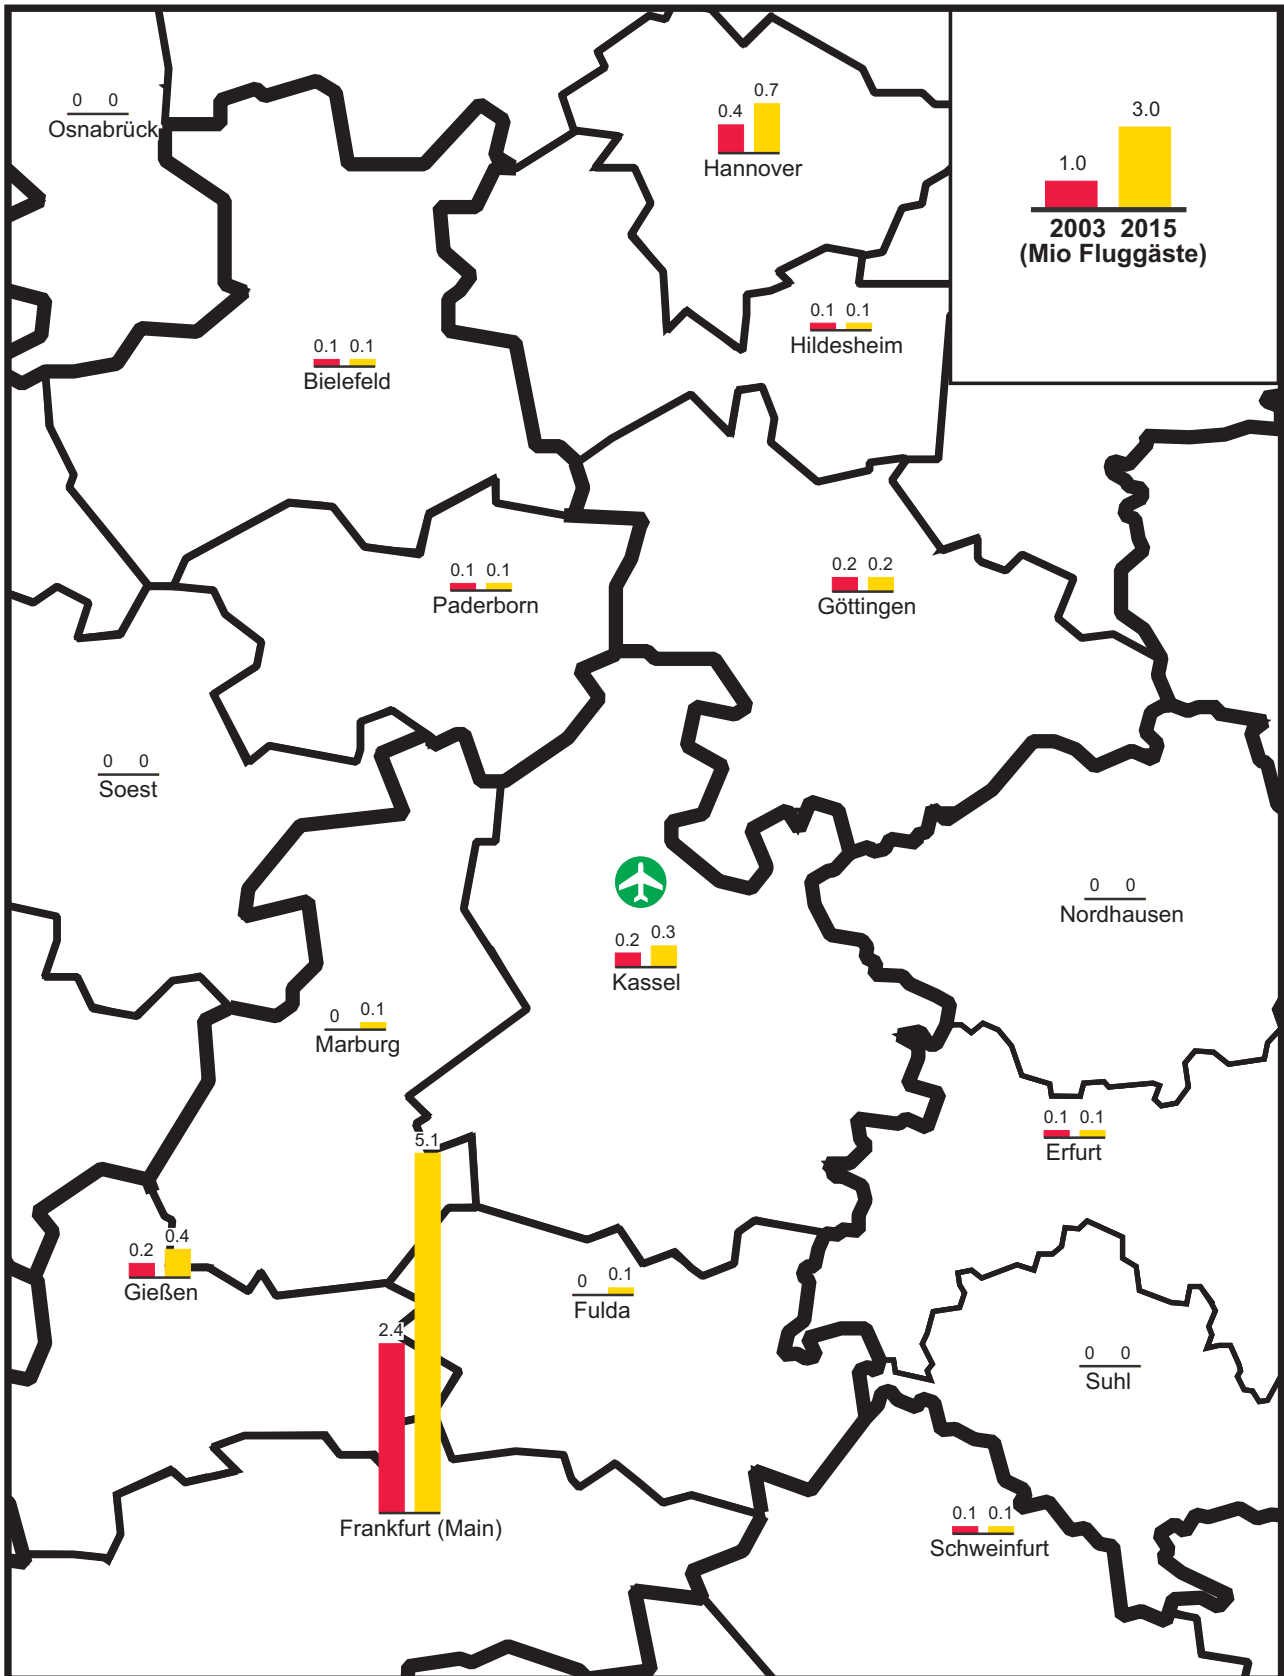 0 0
Osnabrück
0.4 0.7
Hannover
1.0 3.0
2003 2015
(Mio Fluggäste)
0.1 0.1
Hildesheim
0.1 0.1
Bielefeld
0.1 0.1
Paderborn
0.2 0.2
Göttingen
0 0
Soest
0 0
Nordhausen
0.2 0.3
Kassel
0 0.1
Marburg
0.1 0.1
Erfurt
0.2 0.4
Gießen
0 0.1
Fulda
0 0
Suhl
2.4 5.1
Frankfurt (Main)
0.1 0.1
Schweinfurt